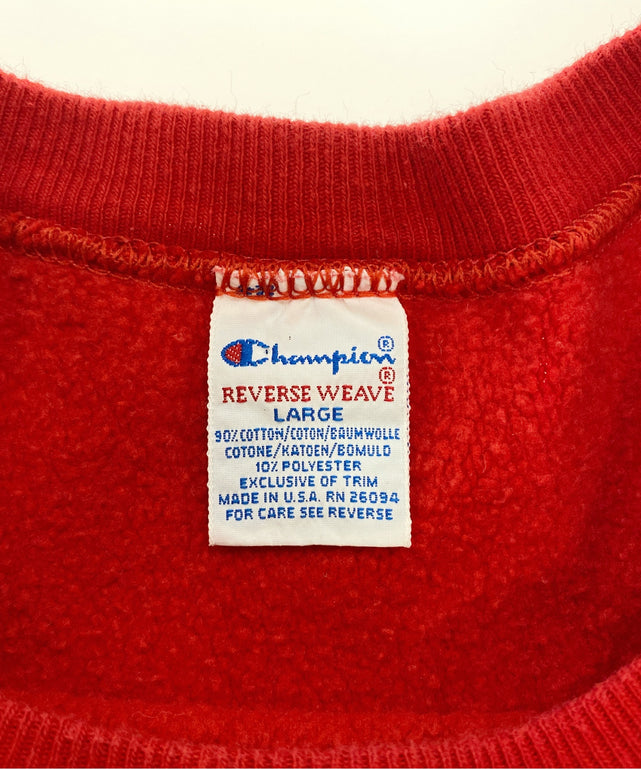 Champion®
®
REVERSE WEAVE
LARGE
90% COTTON/COTON/BAUMWOLLE
COTONE/KATOEN/BOMULD
10% POLYESTER
EXCLUSIVE OF TRIM
MADE IN U.S.A. RN 26094
FOR CARE SEE REVERSE